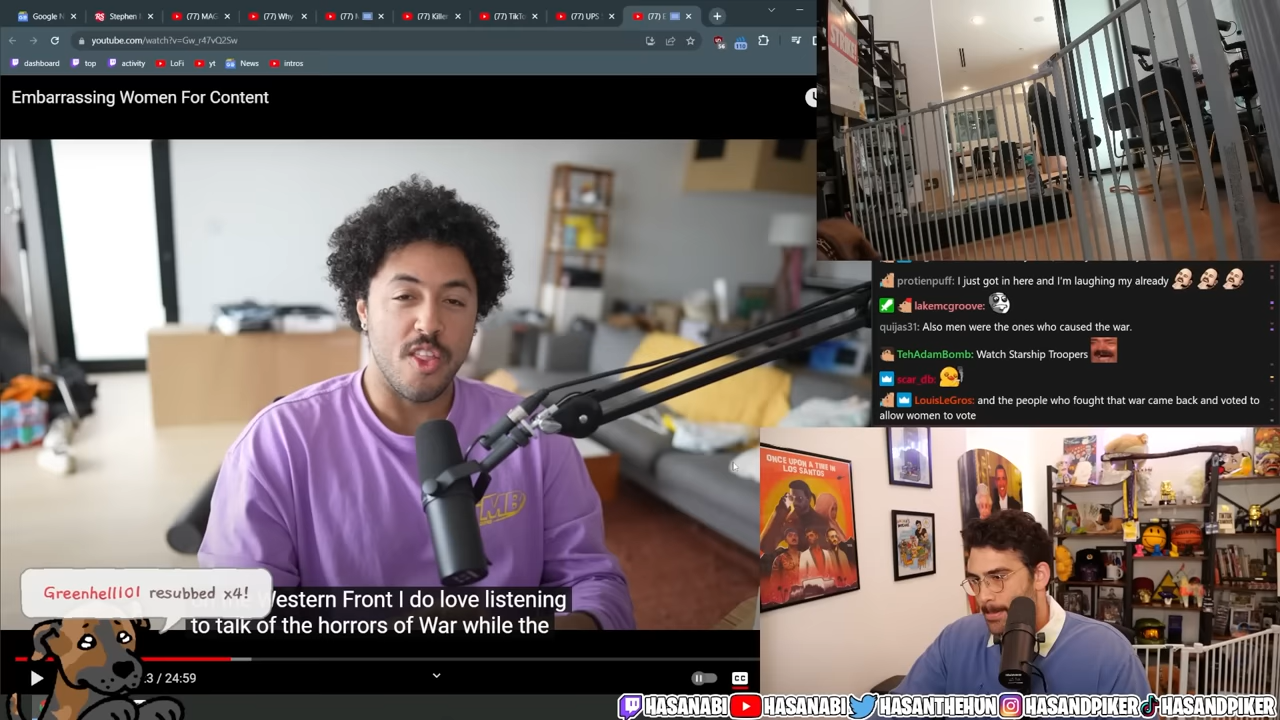 Google N
Stephen
(77) MAG
(77) Why
(77)
(77) Killer
(77) TikTo
(77) UPS
(77) E
youtube.com/watch?v=Gw_r47vQ2Sw
dashboard
top
activity
LoFi
yt
News
intros
Embarrassing Women For Content
STRIKE
protienpuff: I just got in here and I'm laughing my already
lakemcgroove:
quijas31: Also men were the ones who caused the war.
TehAdamBomb: Watch Starship Troopers
scar_db:
LouisLeGros: and the people who fought that war came back and voted to
allow women to vote
ONCE UPON A TIME IN
LOS SANTOS
Greenhell101 resubbed x4!
Western Front I do love listening
to talk of the horrors of War while the
/ 24:59
CC
HASANABI
HASANABI
HASANTHEHUN
HASANDPIKER
HASANDPIKER